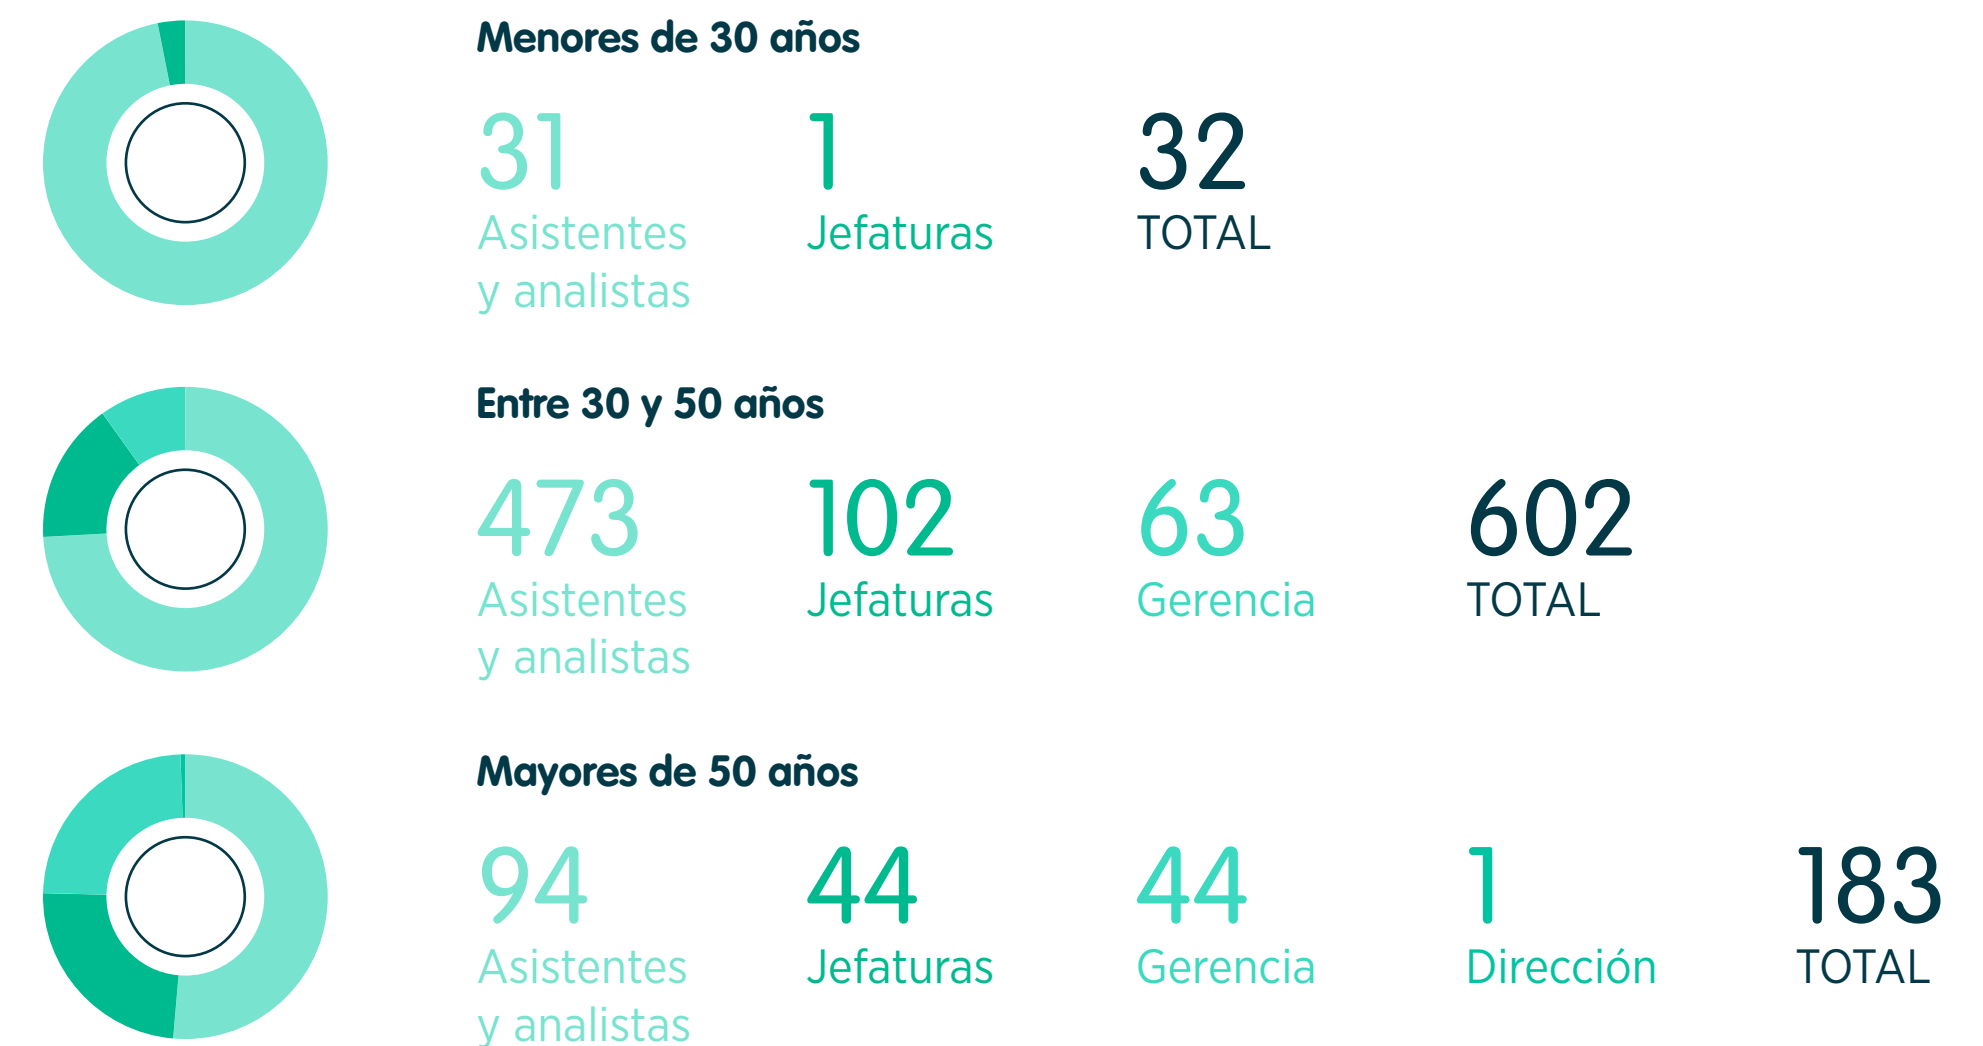 Menores de 30 años
31 1 32
Asistentes Jefaturas TOTAL
y analistas
Entre 30 y 50 años
473 102 63 602
Asistentes Jefaturas Gerencia TOTAL
y analistas
Mayores de 50 años
94 44 44 1 183
Asistentes Jefaturas Gerencia Dirección TOTAL
y analistas